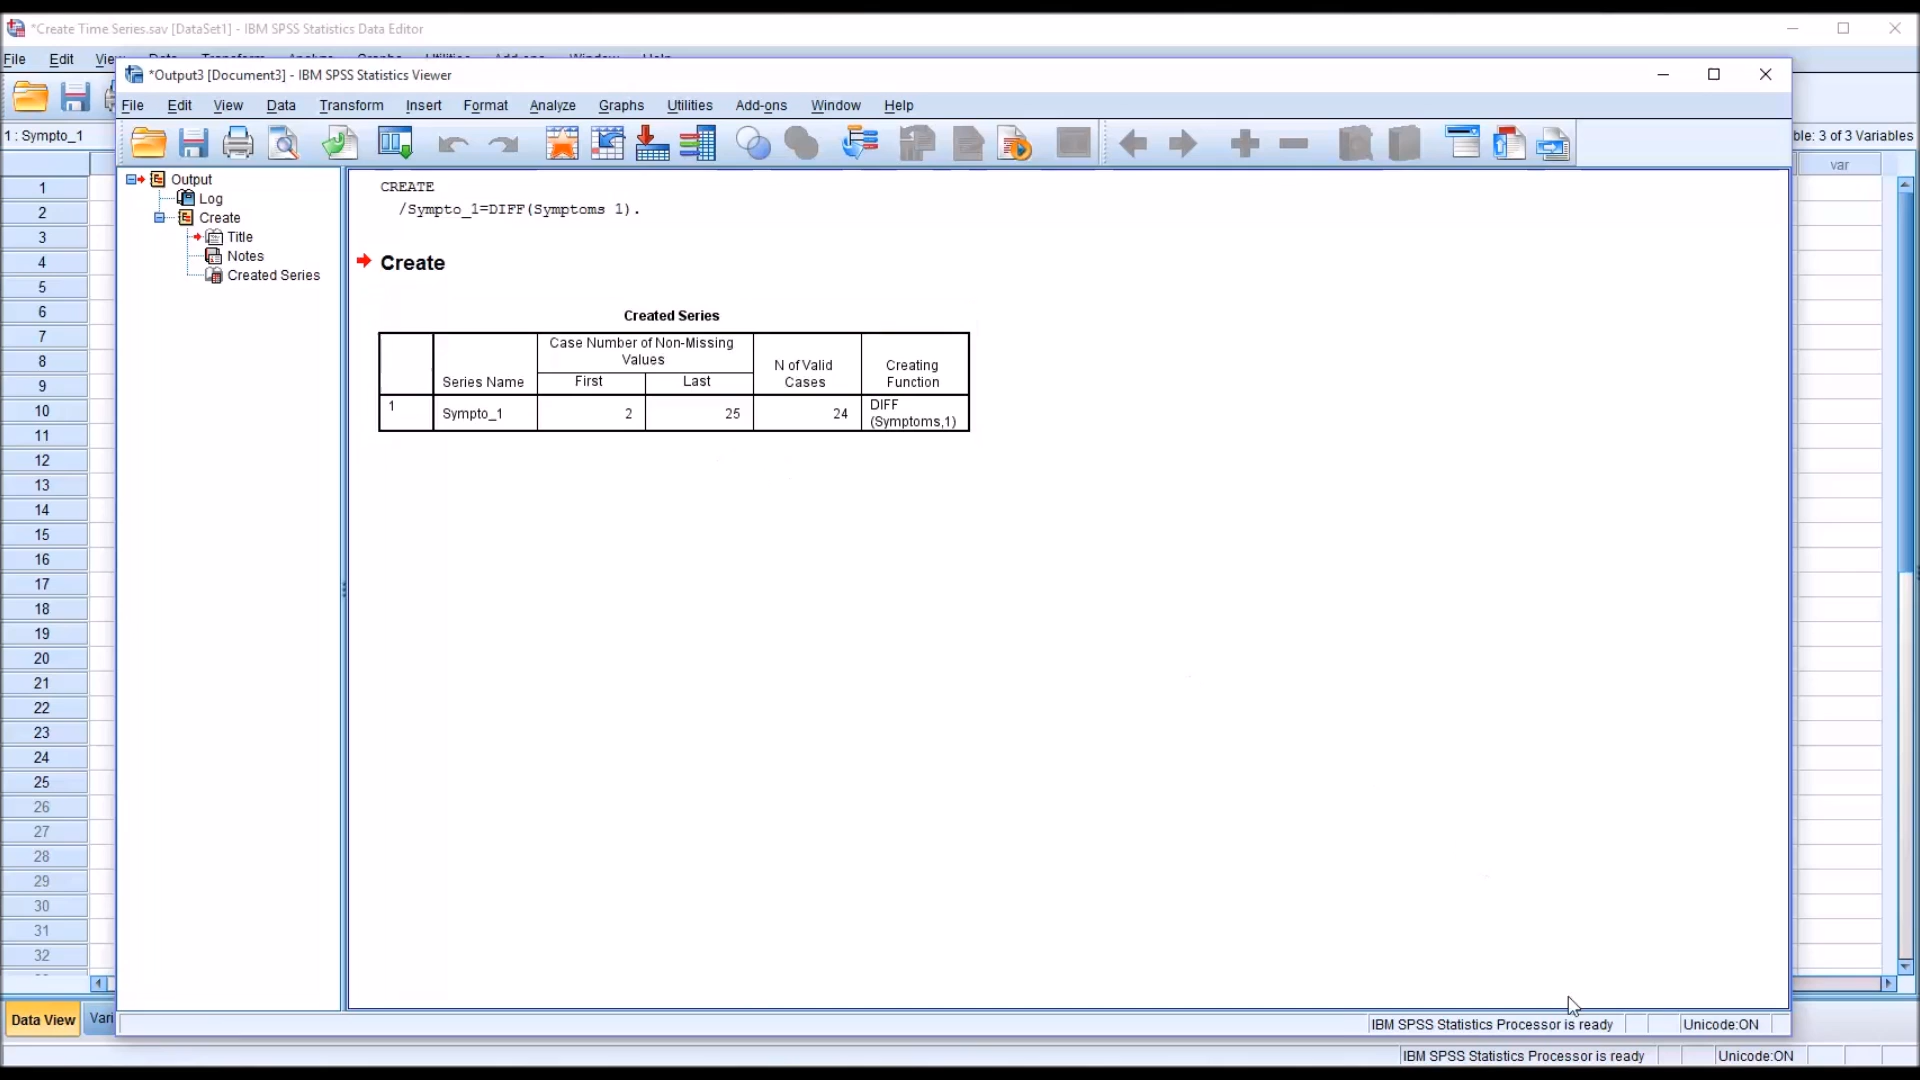 *Create Time Series.sav [DataSet1] - IBM SPSS Statistics Data Editor
File Edit
*Output3 [Document3] - IBM SPSS Statistics Viewer
File Edit View Data Transform Insert Format Analyze Graphs Utilities Add-ons Window Help
1 : Sympto_1
ble: 3 of 3 Variables
var
1
2
3
4
5
6
7
8
9
10
11
12
13
14
15
16
17
18
19
20
21
22
23
24
25
26
27
28
29
30
31
32
Output
Log
Create
Title
Notes
Created Series
CREATE
/Sympto_1=DIFF(Symptoms 1).
Create
Created Series
Series Name
Case Number of Non-Missing
Values
First Last
N of Valid
Cases
Creating
Function
1 Sympto_1 2 25 24 DIFF
(Symptoms,1)
Data View Vari
IBM SPSS Statistics Processor is ready Unicode:ON
IBM SPSS Statistics Processor is ready Unicode:ON